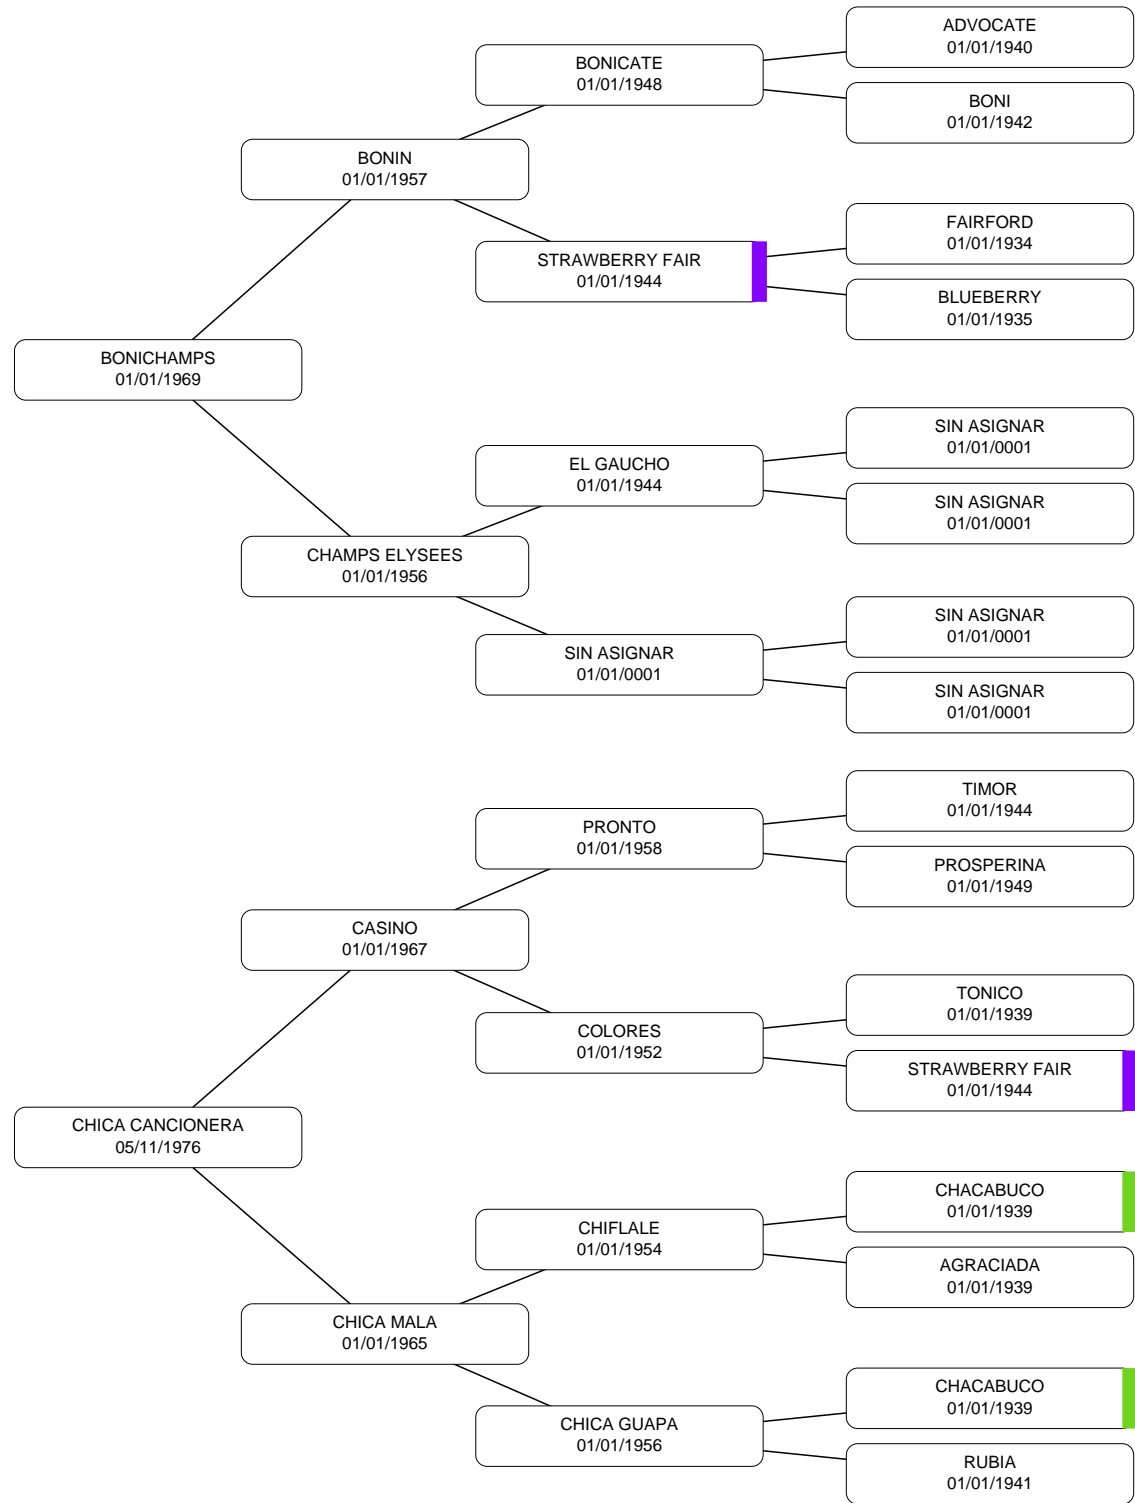 ADVOCATE
01/01/1940
BONICATE
01/01/1948
BONI
01/01/1942
BONIN
01/01/1957
FAIRFORD
01/01/1934
STRAWBERRY FAIR
01/01/1944
BLUEBERRY
01/01/1935
BONICHAMPS
01/01/1969
SIN ASIGNAR
01/01/0001
EL GAUCHO
01/01/1944
SIN ASIGNAR
01/01/0001
CHAMPS ELYSEES
01/01/1956
SIN ASIGNAR
01/01/0001
SIN ASIGNAR
01/01/0001
SIN ASIGNAR
01/01/0001
TIMOR
01/01/1944
PRONTO
01/01/1958
PROSPERINA
01/01/1949
CASINO
01/01/1967
TONICO
01/01/1939
COLORES
01/01/1952
STRAWBERRY FAIR
01/01/1944
CHICA CANCIONERA
05/11/1976
CHACABUCO
01/01/1939
CHIFLALE
01/01/1954
AGRACIADA
01/01/1939
CHICA MALA
01/01/1965
CHACABUCO
01/01/1939
CHICA GUAPA
01/01/1956
RUBIA
01/01/1941